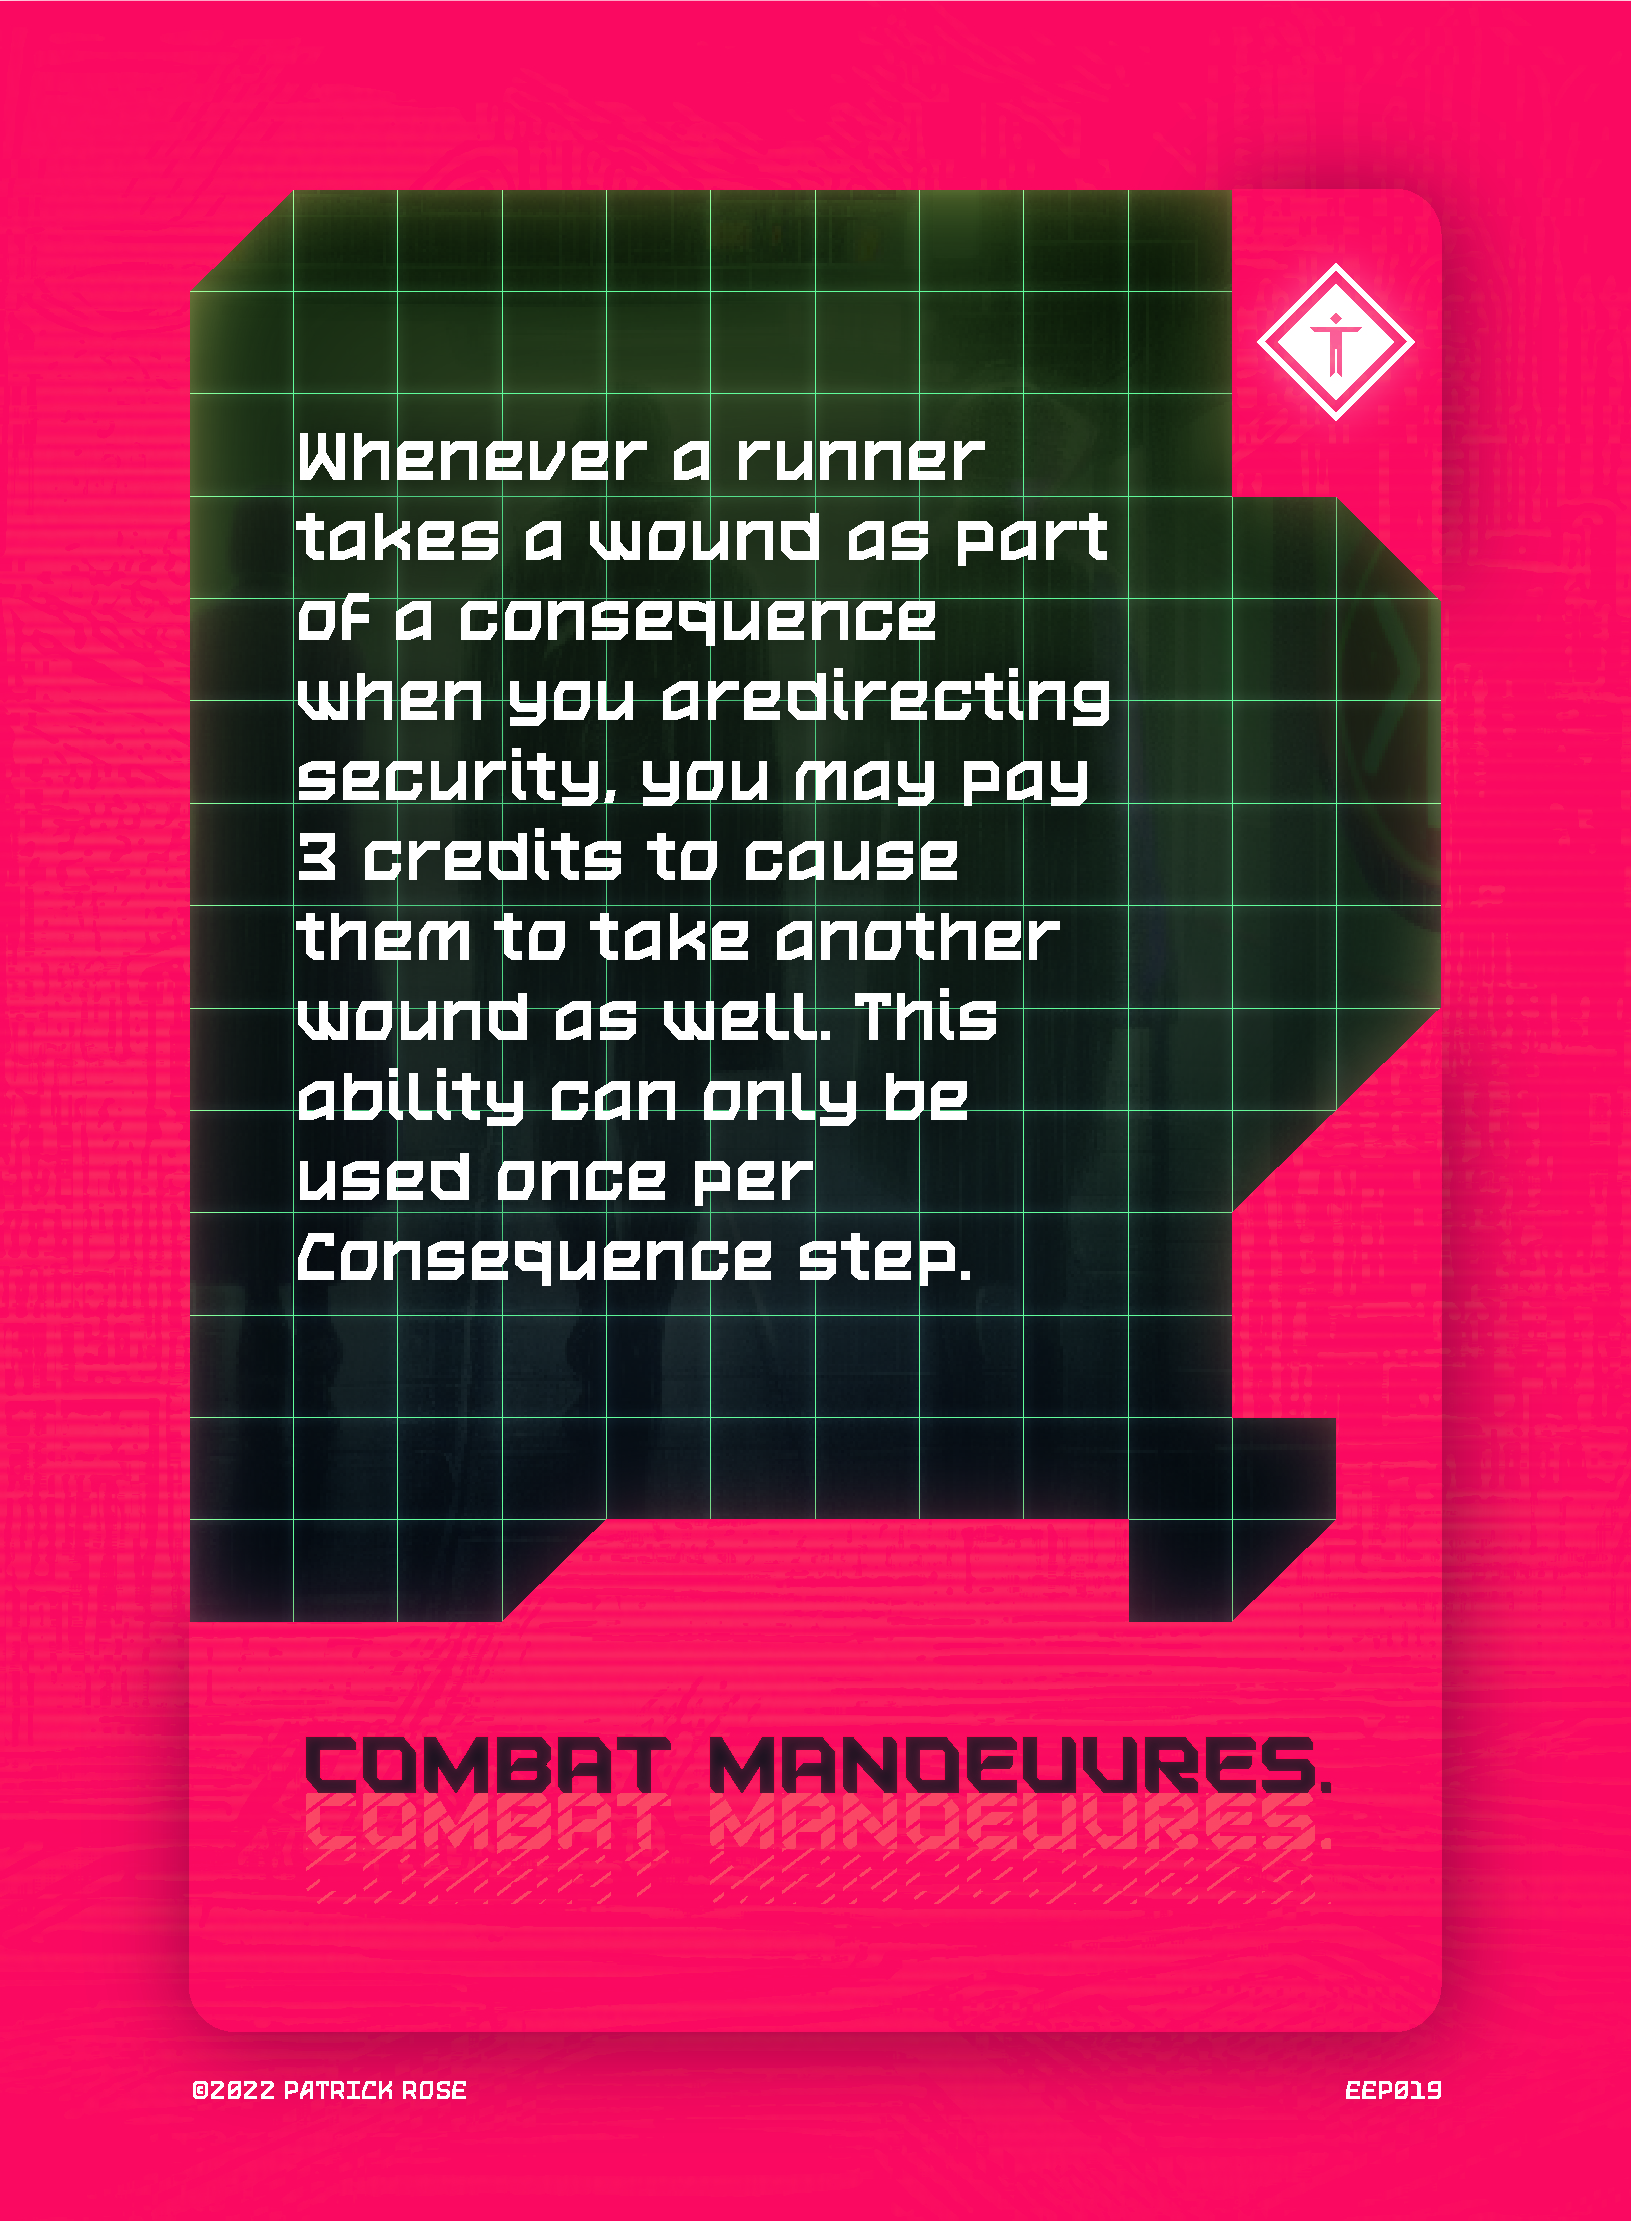 Whenever a runner
takes a wound as part
of a consequence
when you aredirecting
security, you may pay
3 credits to cause
them to take another
wound as well. This
ability can only be
used once per
Consequence step.
COMBAT MANOEUVRES.
COMBAT MANOEUVRES.
©2022 PATRICK ROSE
EEP019